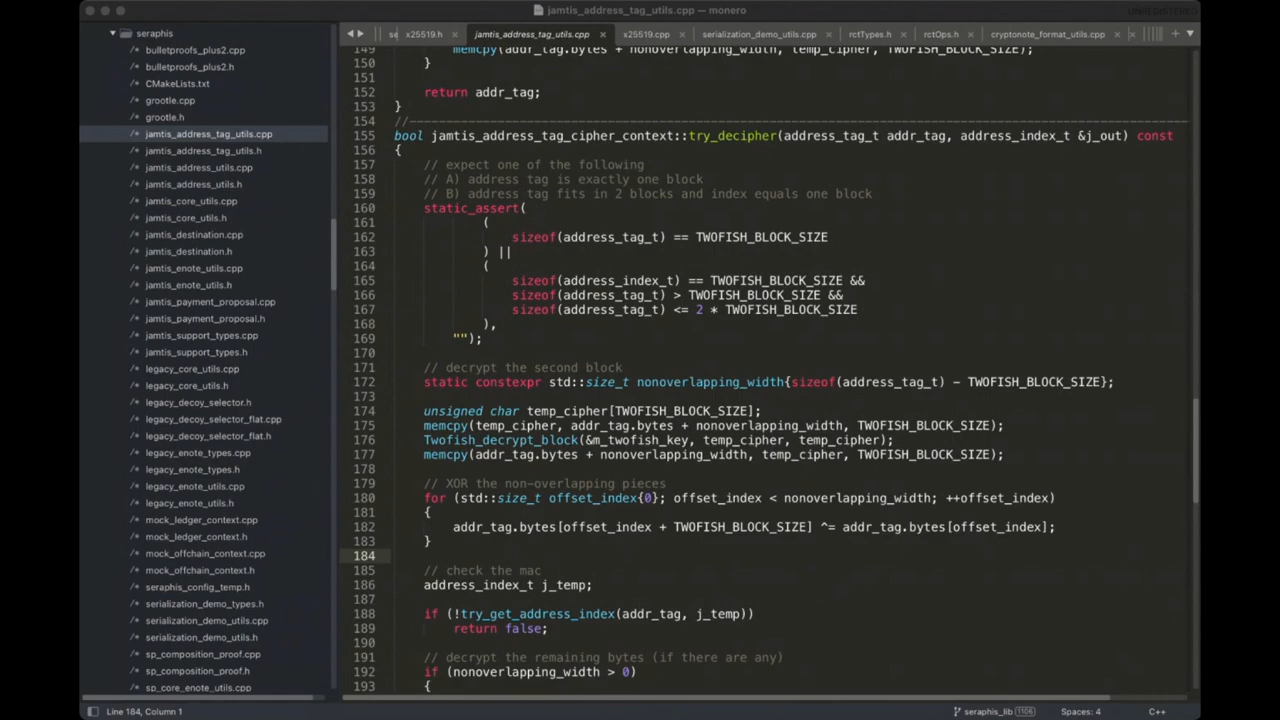 jamtis_address_tag_utils.cpp — monero
UNREGISTERED
seraphis
bulletproofs_plus2.cpp
bulletproofs_plus2.h
CMakeLists.txt
grootle.cpp
grootle.h
jamtis_address_tag_utils.cpp
jamtis_address_tag_utils.h
jamtis_address_utils.cpp
jamtis_address_utils.h
jamtis_core_utils.cpp
jamtis_core_utils.h
jamtis_destination.cpp
jamtis_destination.h
jamtis_enote_utils.cpp
jamtis_enote_utils.h
jamtis_payment_proposal.cpp
jamtis_payment_proposal.h
jamtis_support_types.cpp
jamtis_support_types.h
legacy_core_utils.cpp
legacy_core_utils.h
legacy_decoy_selector.h
legacy_decoy_selector_flat.cpp
legacy_decoy_selector_flat.h
legacy_enote_types.cpp
legacy_enote_types.h
legacy_enote_utils.cpp
legacy_enote_utils.h
mock_ledger_context.cpp
mock_ledger_context.h
mock_offchain_context.cpp
mock_offchain_context.h
seraphis_config_temp.h
serialization_demo_types.h
serialization_demo_utils.cpp
serialization_demo_utils.h
sp_composition_proof.cpp
sp_composition_proof.h
sp_core_enote_utils.cpp
se x25519.h × jamtis_address_tag_utils.cpp × x25519.cpp × serialization_demo_utils.cpp × rctTypes.h × rctOps.h × cryptonote_format_utils.cpp ×
149 memcpy(addr_tag.bytes + nonoverlapping_width, temp_cipher, TWOFISH_BLOCK_SIZE);
150 }
151
152 return addr_tag;
153 }
154 //-------------------------------------------------------------------------------------------------------------------
155 bool jamtis_address_tag_cipher_context::try_decipher(address_tag_t addr_tag, address_index_t &j_out) const
156 {
157 // expect one of the following
158 // A) address tag is exactly one block
159 // B) address tag fits in 2 blocks and index equals one block
160 static_assert(
161 (
162 sizeof(address_tag_t) == TWOFISH_BLOCK_SIZE
163 ) ||
164 (
165 sizeof(address_index_t) == TWOFISH_BLOCK_SIZE &&
166 sizeof(address_tag_t) > TWOFISH_BLOCK_SIZE &&
167 sizeof(address_tag_t) <= 2 * TWOFISH_BLOCK_SIZE
168 ),
169 "");
170
171 // decrypt the second block
172 static constexpr std::size_t nonoverlapping_width{sizeof(address_tag_t) - TWOFISH_BLOCK_SIZE};
173
174 unsigned char temp_cipher[TWOFISH_BLOCK_SIZE];
175 memcpy(temp_cipher, addr_tag.bytes + nonoverlapping_width, TWOFISH_BLOCK_SIZE);
176 Twofish_decrypt_block(&m_twofish_key, temp_cipher, temp_cipher);
177 memcpy(addr_tag.bytes + nonoverlapping_width, temp_cipher, TWOFISH_BLOCK_SIZE);
178
179 // XOR the non-overlapping pieces
180 for (std::size_t offset_index{0}; offset_index < nonoverlapping_width; ++offset_index)
181 {
182 addr_tag.bytes[offset_index + TWOFISH_BLOCK_SIZE] ^= addr_tag.bytes[offset_index];
183 }
184
185 // check the mac
186 address_index_t j_temp;
187
188 if (!try_get_address_index(addr_tag, j_temp))
189 return false;
190
191 // decrypt the remaining bytes (if there are any)
192 if (nonoverlapping_width > 0)
193 {
Line 184, Column 1
seraphis_lib 1106
Spaces: 4
C++